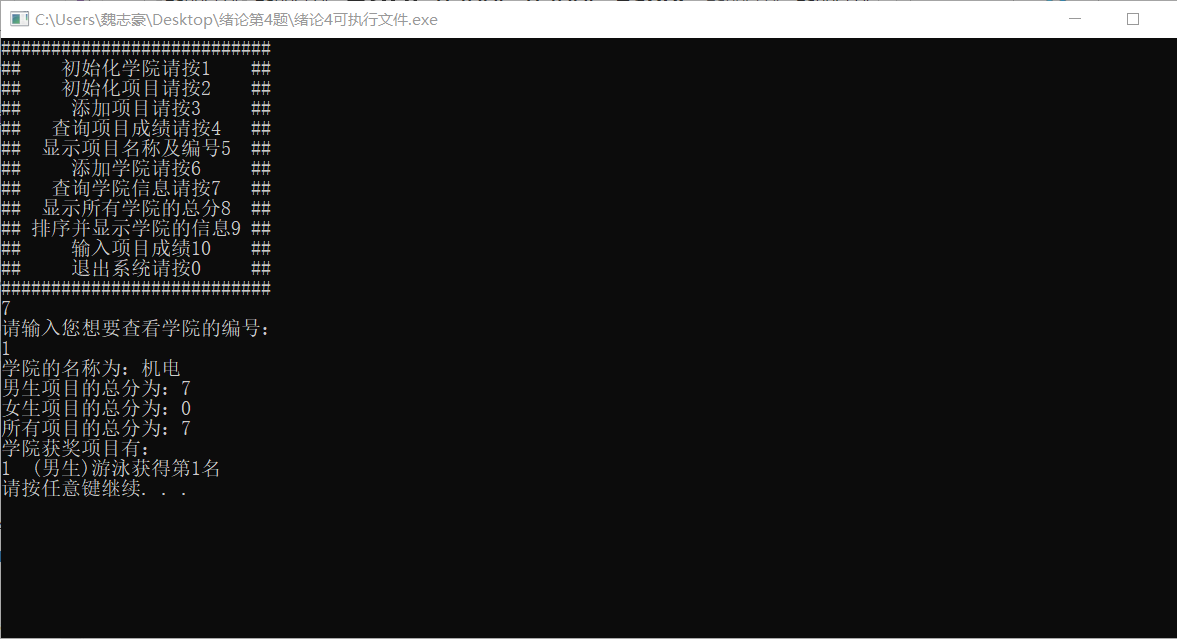 C:\Users\魏志豪\Desktop\绪论第4题\绪论4可执行文件.exe
###########################
##    初始化学院请按1    ##
##    初始化项目请按2    ##
##     添加项目请按3     ##
##   查询项目成绩请按4   ##
##  显示项目名称及编号5  ##
##     添加学院请按6     ##
##   查询学院信息请按7   ##
##  显示所有学院的总分8  ##
## 排序并显示学院的信息9 ##
##     输入项目成绩10    ##
##     退出系统请按0     ##
###########################
7
请输入您想要查看学院的编号:
1
学院的名称为: 机电
男生项目的总分为: 7
女生项目的总分为: 0
所有项目的总分为: 7
学院获奖项目有:
1  (男生)游泳获得第1名
请按任意键继续. . .